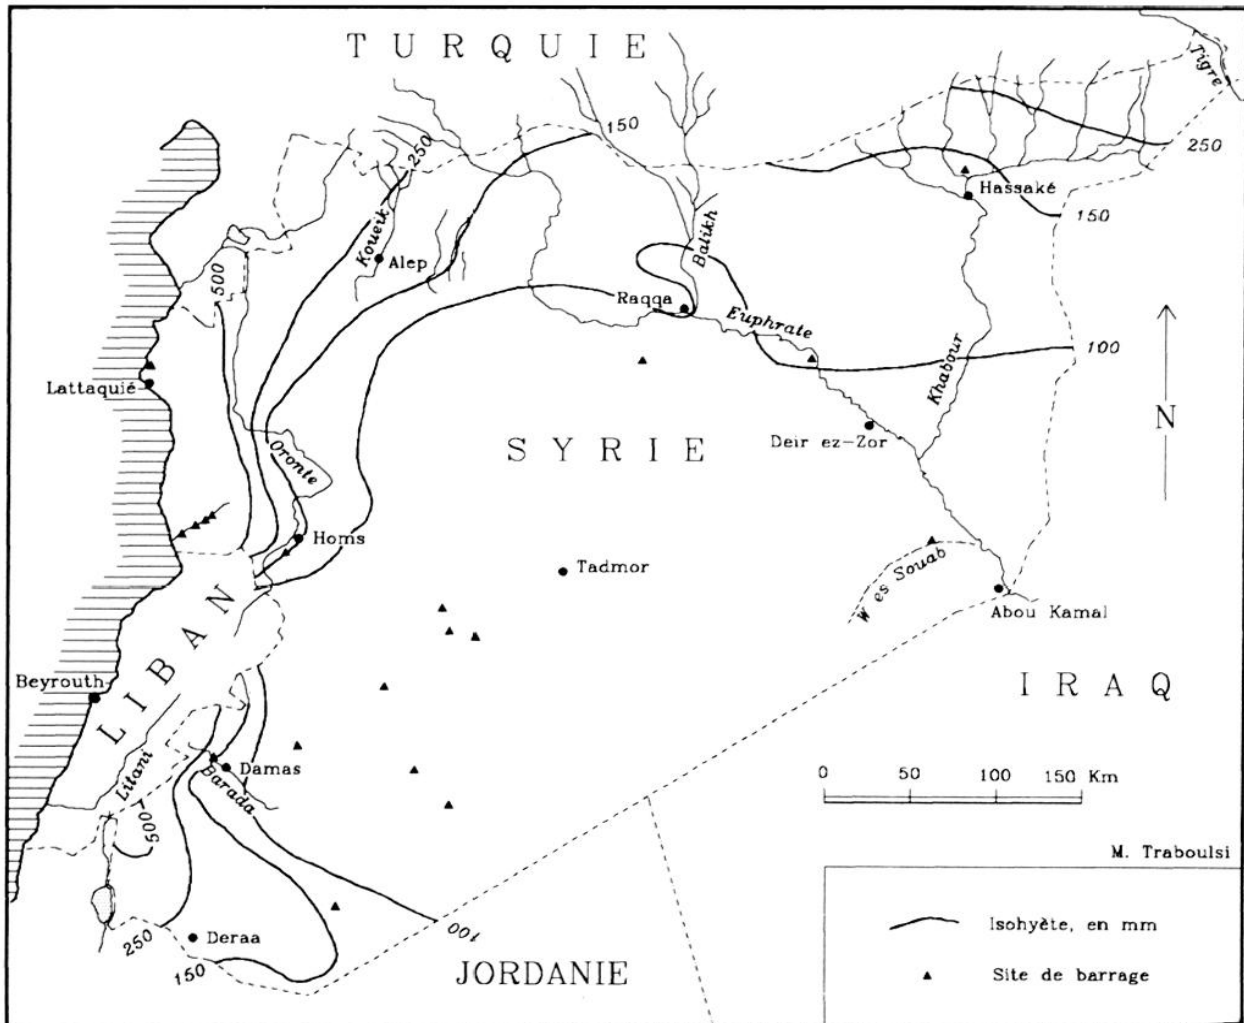 TURQUIE
Tigre
150
250
250
Hassaké
150
Koueik
Alep
Balikh
500
Raqqa
Euphrate
100
Khabour
Lattaquié
N
Deir ez-Zor
SYRIE
Oronte
Homs
Tadmor
W es Souab
Abou Kamal
LIBAN
Beyrouth
IRAQ
Damas
Litani
Barada
0 50 100 150 Km
500
M. Traboulsi
Isohyète, en mm
100
250
Deraa
150
JORDANIE
Site de barrage